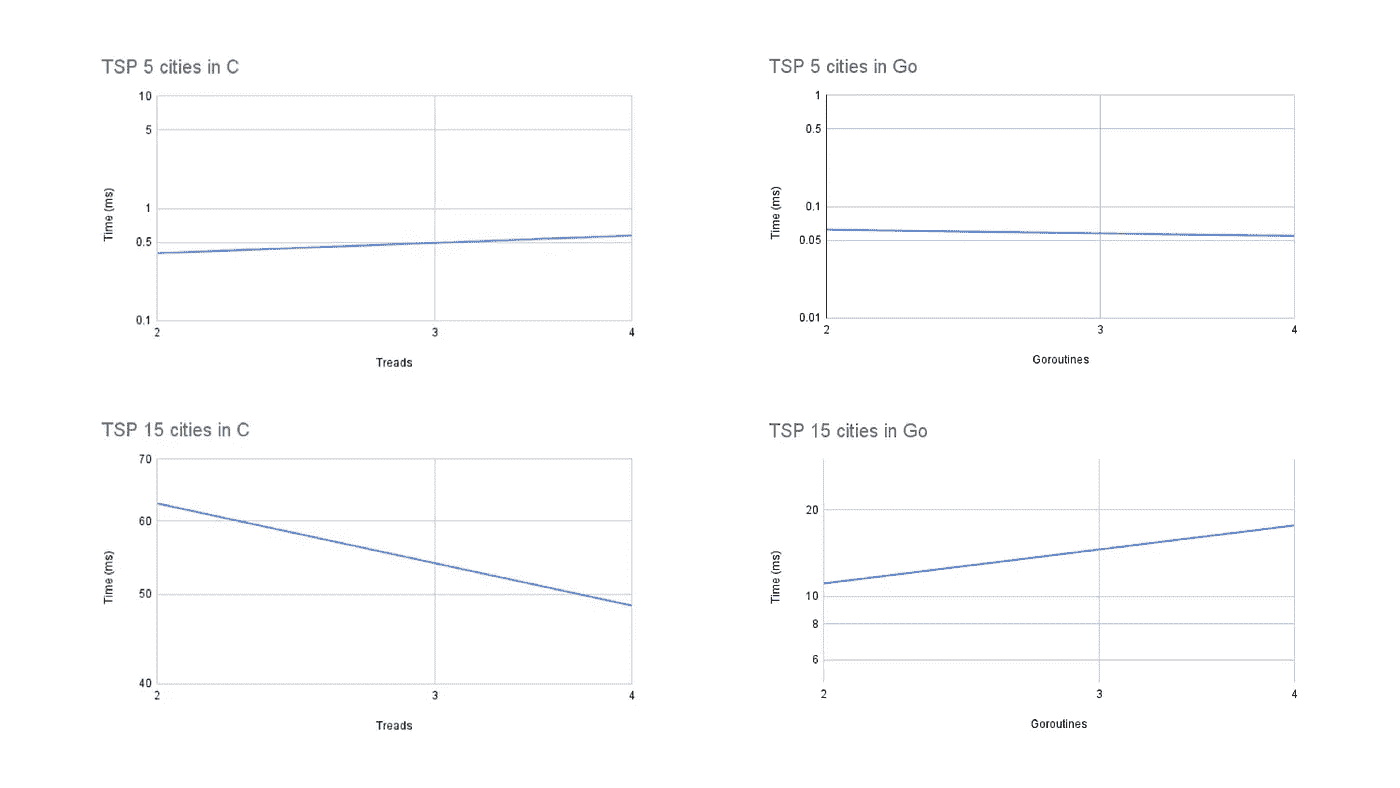 TSP 5 cities in C
10
5
1
0.5
0.1
Time (ms)
2 3 4
Treads
TSP 5 cities in Go
1
0.5
0.1
0.05
0.01
Time (ms)
2 3 4
Goroutines
TSP 15 cities in C
70
60
50
40
Time (ms)
2 3 4
Treads
TSP 15 cities in Go
20
10
8
6
Time (ms)
2 3 4
Goroutines